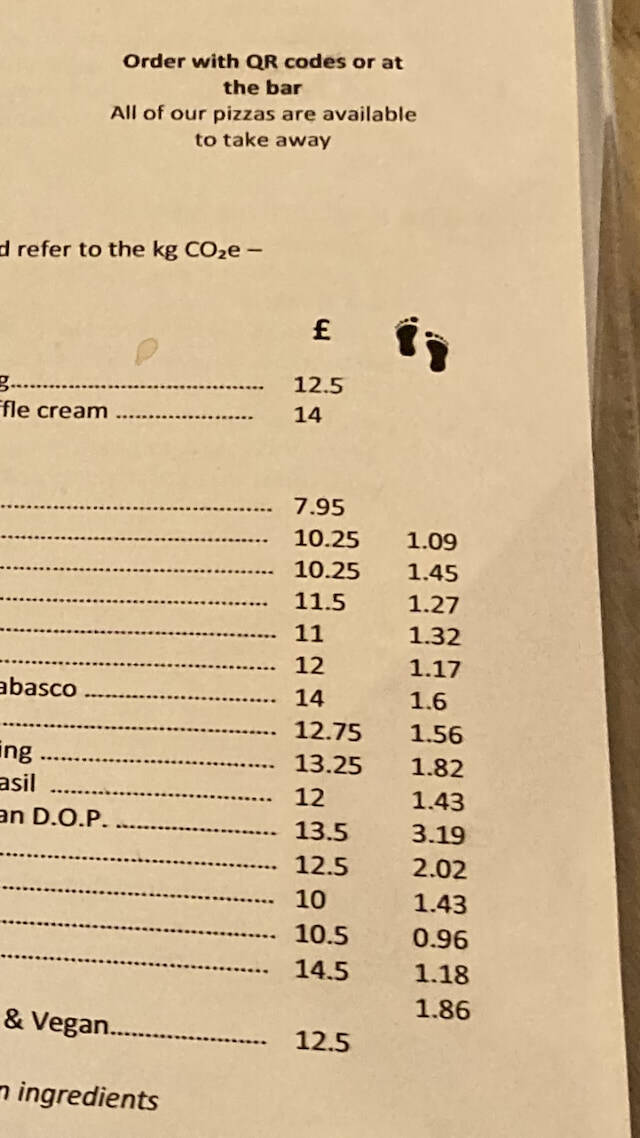 Order with QR codes or at
the bar
All of our pizzas are available
to take away
d refer to the kg CO₂e –
£
g............................................ 12.5
ffle cream ........................ 14
............................................ 7.95
............................................ 10.25 1.09
............................................ 10.25 1.45
............................................ 11.5 1.27
............................................ 11 1.32
............................................ 12 1.17
abasco ................................ 14 1.6
............................................ 12.75 1.56
ing ........................................ 13.25 1.82
asil ...................................... 12 1.43
an D.O.P. ............................ 13.5 3.19
............................................ 12.5 2.02
............................................ 10 1.43
............................................ 10.5 0.96
............................................ 14.5 1.18
1.86
& Vegan............................ 12.5
n ingredients